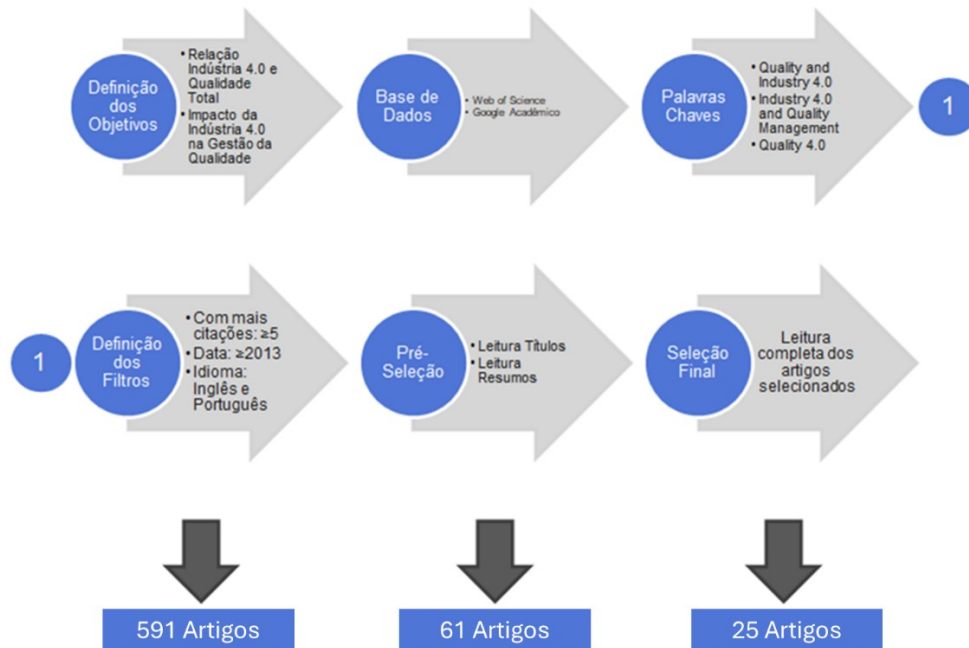 Definição
dos
Objetivos
• Relação
Indústria 4.0 e
Qualidade
Total
• Impacto da
Indústria 4.0
na Gestão da
Qualidade
Base de
Dados
• Web of Science
• Google Acadêmico
Palavras
Chaves
• Quality and
Industry 4.0
• Industry 4.0
and Quality
Management
• Quality 4.0
1
1
Definição
dos
Filtros
• Com mais
citações: ≥5
• Data: ≥2013
• Idioma:
Inglês e
Português
Pré-
Seleção
• Leitura Títulos
• Leitura
Resumos
Seleção
Final
Leitura
completa dos
artigos
selecionados
591 Artigos
61 Artigos
25 Artigos